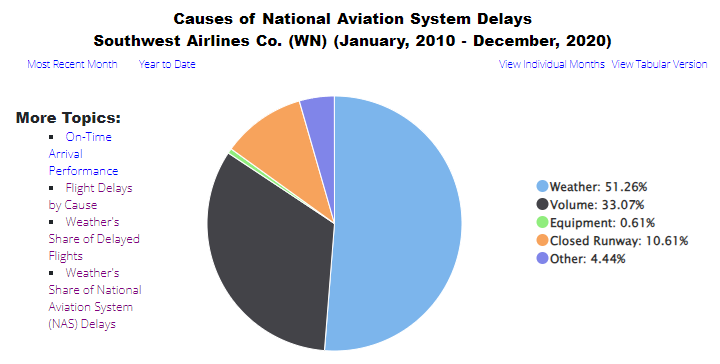 Causes of National Aviation System Delays
Southwest Airlines Co. (WN) (January, 2010 - December, 2020)
Most Recent Month Year to Date View Individual Months View Tabular Version
More Topics:
On-Time
Arrival
Performance
Flight Delays
by Cause
Weather's
Share of Delayed
Flights
Weather's
Share of National
Aviation System
(NAS) Delays
Weather: 51.26%
Volume: 33.07%
Equipment: 0.61%
Closed Runway: 10.61%
Other: 4.44%